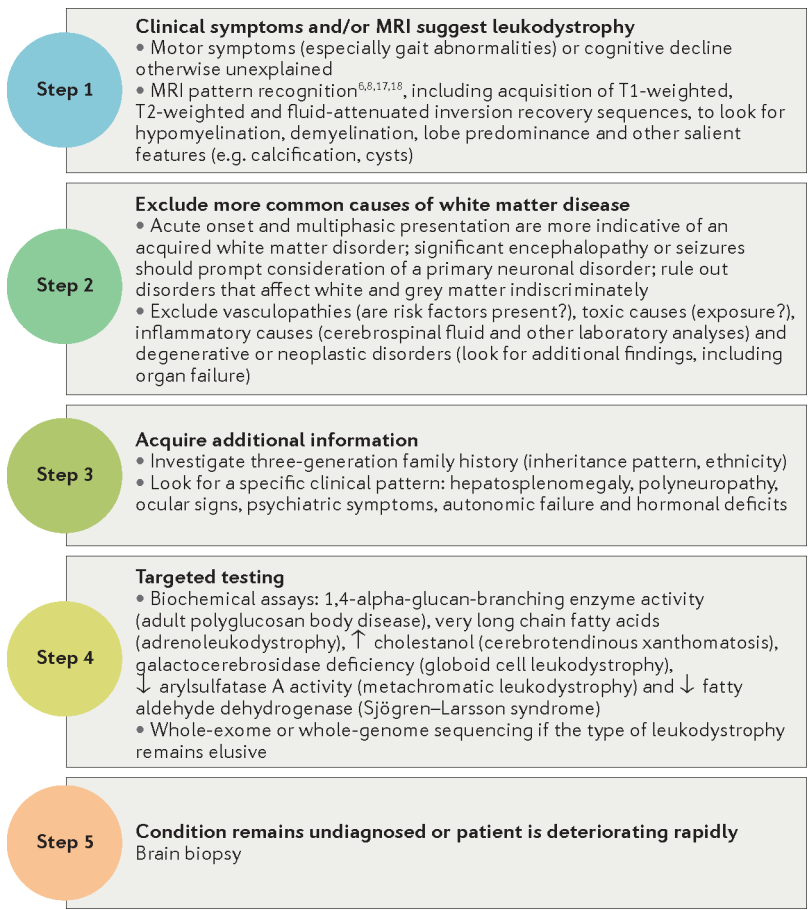 Step 1
Clinical symptoms and/or MRI suggest leukodystrophy
• Motor symptoms (especially gait abnormalities) or cognitive decline
otherwise unexplained
• MRI pattern recognition6,8,17,18, including acquisition of T1-weighted,
T2-weighted and fluid-attenuated inversion recovery sequences, to look for
hypomyelination, demyelination, lobe predominance and other salient
features (e.g. calcification, cysts)
Step 2
Exclude more common causes of white matter disease
• Acute onset and multiphasic presentation are more indicative of an
acquired white matter disorder; significant encephalopathy or seizures
should prompt consideration of a primary neuronal disorder; rule out
disorders that affect white and grey matter indiscriminately
• Exclude vasculopathies (are risk factors present?), toxic causes (exposure?),
inflammatory causes (cerebrospinal fluid and other laboratory analyses) and
degenerative or neoplastic disorders (look for additional findings, including
organ failure)
Step 3
Acquire additional information
• Investigate three-generation family history (inheritance pattern, ethnicity)
• Look for a specific clinical pattern: hepatosplenomegaly, polyneuropathy,
ocular signs, psychiatric symptoms, autonomic failure and hormonal deficits
Step 4
Targeted testing
• Biochemical assays: 1,4-alpha-glucan-branching enzyme activity
(adult polyglucosan body disease), very long chain fatty acids
(adrenoleukodystrophy), ↑ cholestanol (cerebrotendinous xanthomatosis),
galactocerebrosidase deficiency (globoid cell leukodystrophy),
↓ arylsulfatase A activity (metachromatic leukodystrophy) and ↓ fatty
aldehyde dehydrogenase (Sjögren–Larsson syndrome)
• Whole-exome or whole-genome sequencing if the type of leukodystrophy
remains elusive
Step 5
Condition remains undiagnosed or patient is deteriorating rapidly
Brain biopsy